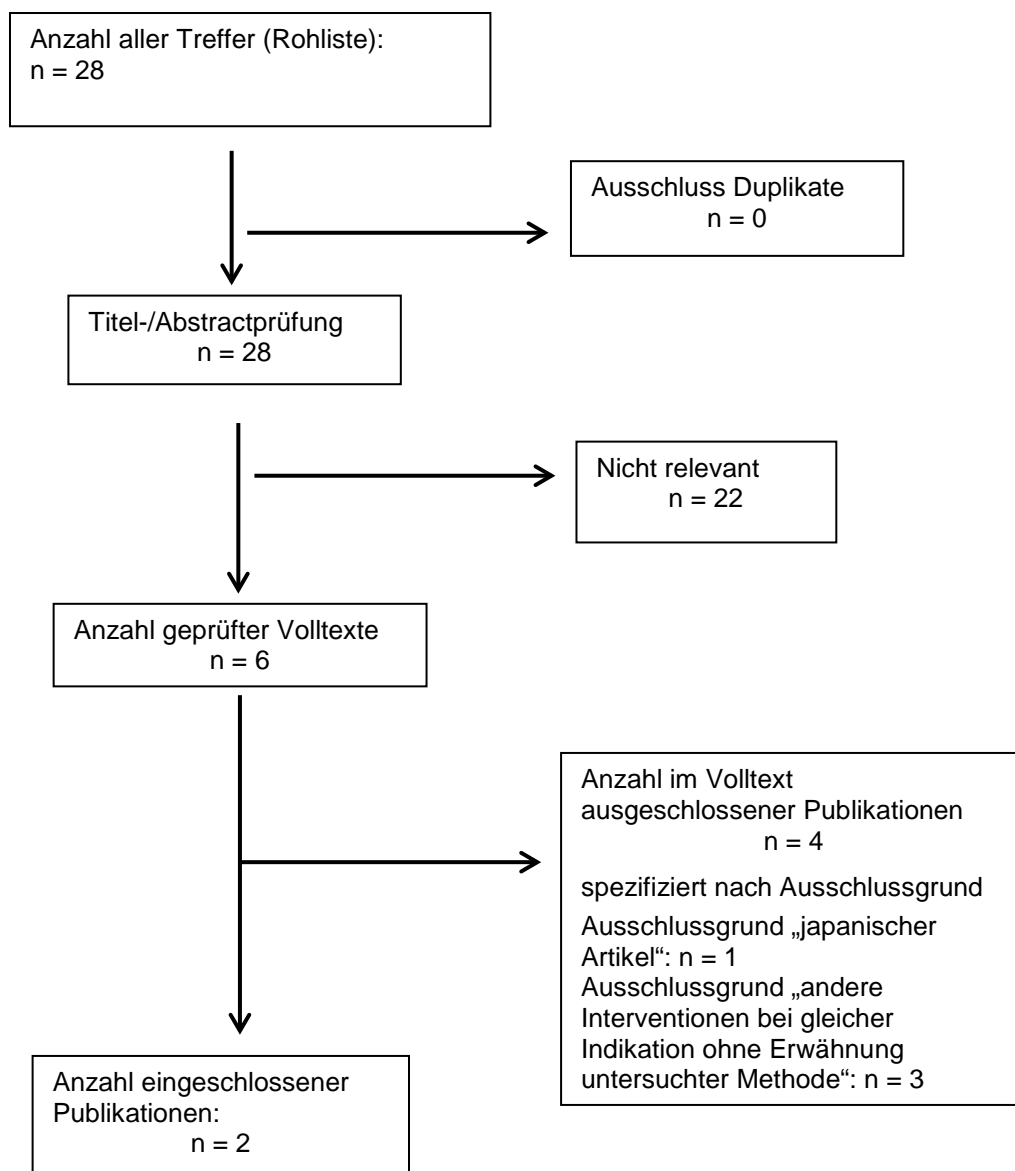 Anzahl aller Treffer (Rohliste):
n = 28
Ausschluss Duplikate
n = 0
Titel-/Abstractprüfung
n = 28
Nicht relevant
n = 22
Anzahl geprüfter Volltexte
n = 6
Anzahl im Volltext
ausgeschlossener Publikationen
n = 4
spezifiziert nach Ausschlussgrund
Ausschlussgrund „japanischer
Artikel“: n = 1
Ausschlussgrund „andere
Interventionen bei gleicher
Indikation ohne Erwähnung
untersuchter Methode“: n = 3
Anzahl eingeschlossener
Publikationen:
n = 2